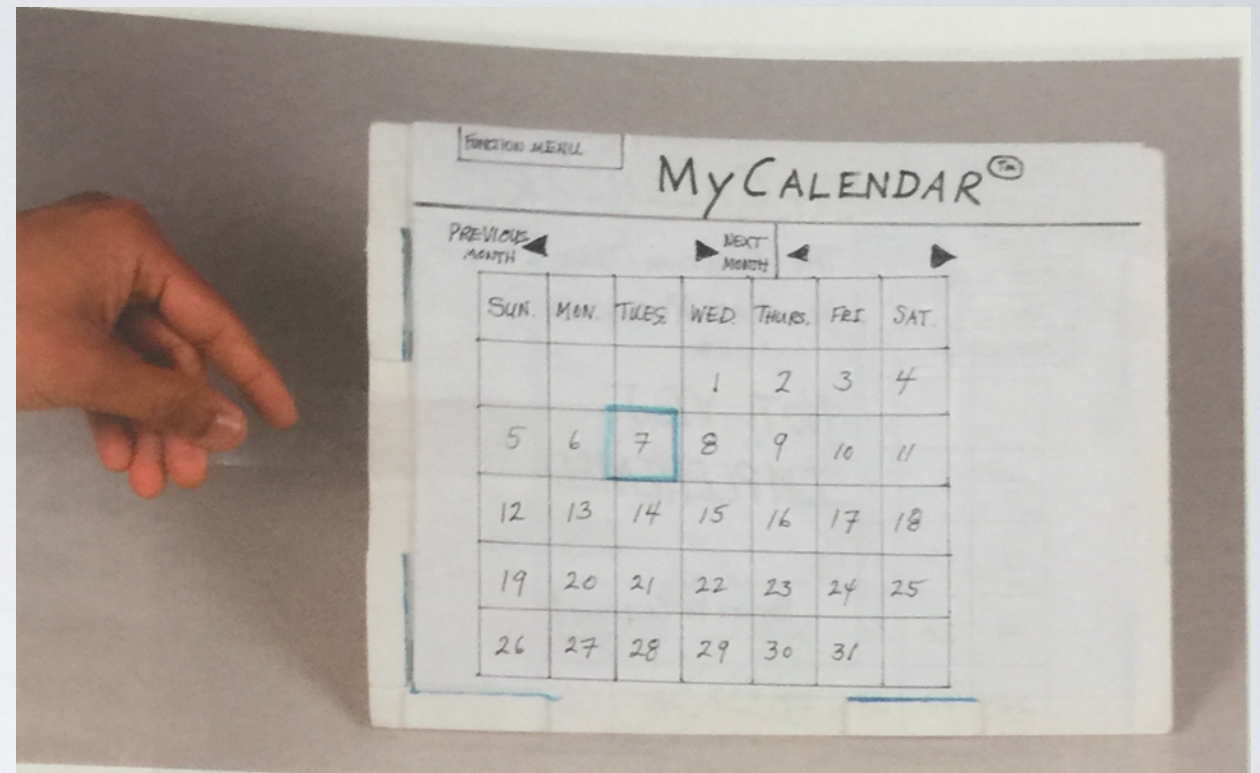 FUNCTION MENU
MyCALENDAR TM
PREVIOUS MONTH NEXT MONTH
SUN. MON. TUES. WED. THURS. FRI. SAT.
1 2 3 4
5 6 7 8 9 10 11
12 13 14 15 16 17 18
19 20 21 22 23 24 25
26 27 28 29 30 31